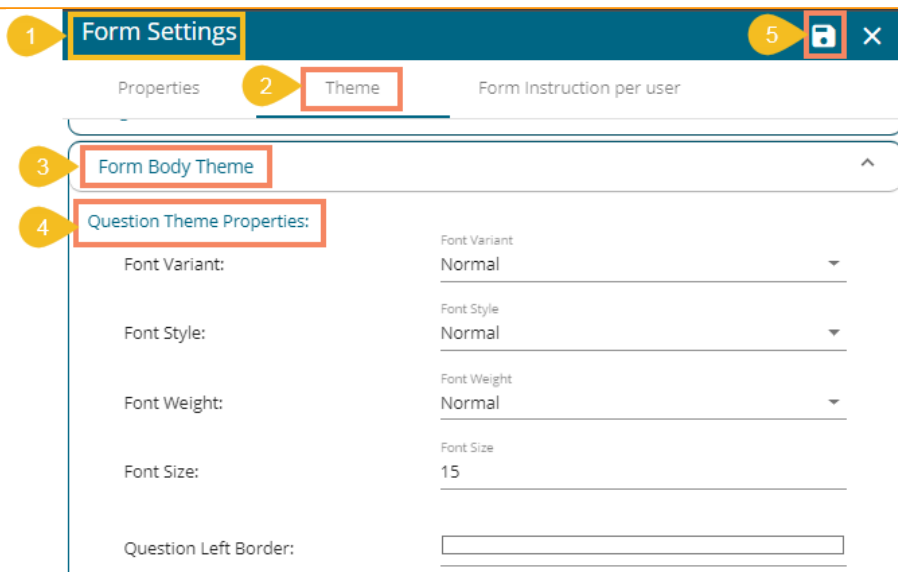 1 Form Settings 5
Properties 2 Theme Form Instruction per user
3 Form Body Theme
4 Question Theme Properties:
Font Variant
Font Variant: Normal
Font Style
Font Style: Normal
Font Weight
Font Weight: Normal
Font Size
Font Size: 15
Question Left Border: